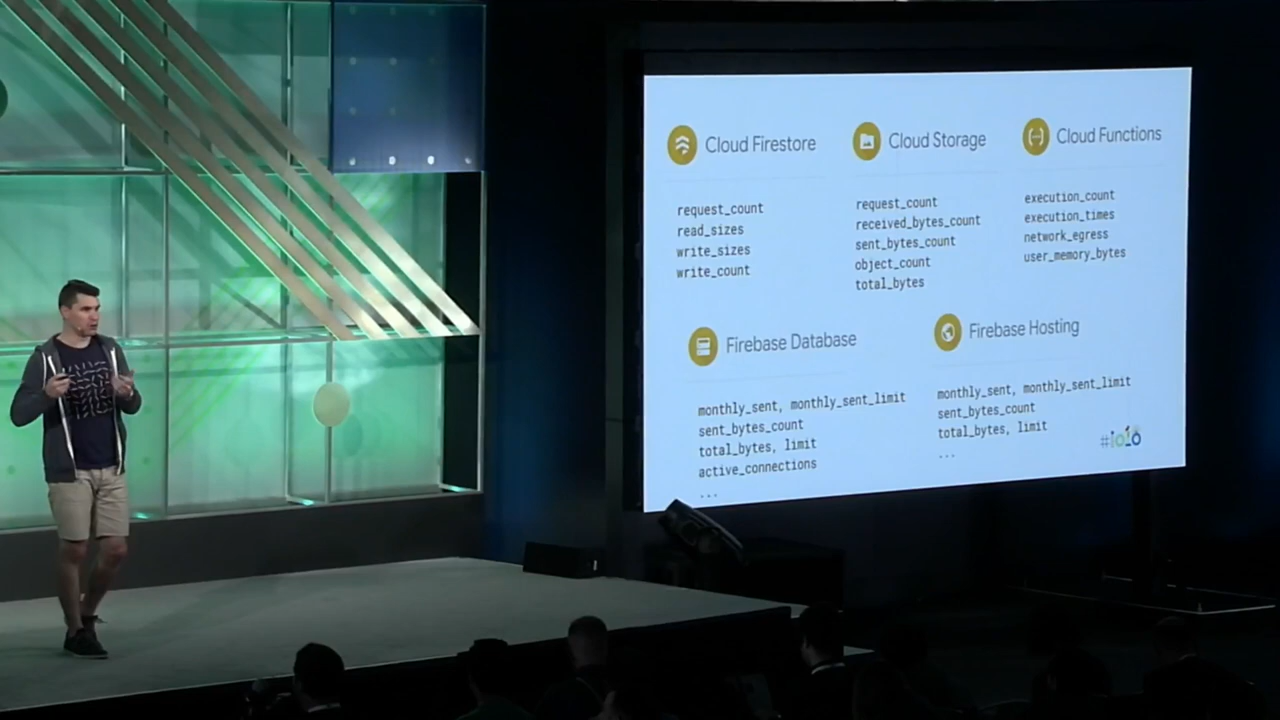 Cloud Firestore
request_count
read_sizes
write_sizes
write_count
Cloud Storage
request_count
received_bytes_count
sent_bytes_count
object_count
total_bytes
Cloud Functions
execution_count
execution_times
network_egress
user_memory_bytes
Firebase Database
monthly_sent, monthly_sent_limit
sent_bytes_count
total_bytes, limit
active_connections
...
Firebase Hosting
monthly_sent, monthly_sent_limit
sent_bytes_count
total_bytes, limit
...
#io18